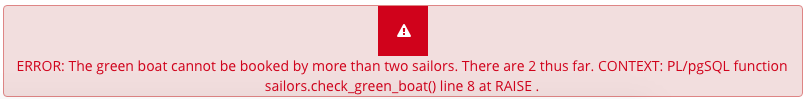 ERROR: The green boat cannot be booked by more than two sailors. There are 2 thus far. CONTEXT: PL/pgSQL function
sailors.check_green_boat() line 8 at RAISE .